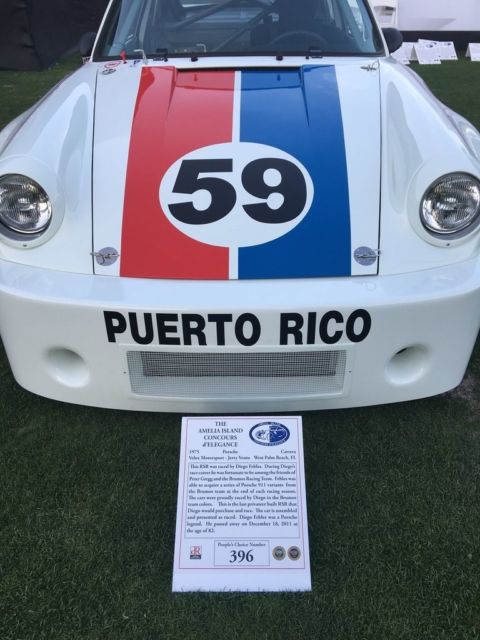 59
PUERTO RICO
THE
AMELIA ISLAND
CONCOURS
d'ELEGANCE
1975 Porsche Carrera
Velox Motorsport - Jerry Seans West Palm Beach, FL
This RSR was raced by Diego Febles. During Diego's
race career he was fortunate to be among the friends of
Peter Gregg and the Brumos Racing Team. Febles was
able to acquire a series of Porsche 911 variants from
the Brumos team at the end of each racing season.
The cars were proudly raced by Diego in the Brumos
team colors. This is the last privateer built RSR that
Diego would purchase and race. The car is unrestored
and presented as raced. Diego Febles was a Porsche
legend. He passed away on December 18, 2011 at
the age of 82.
People's Choice Number
396